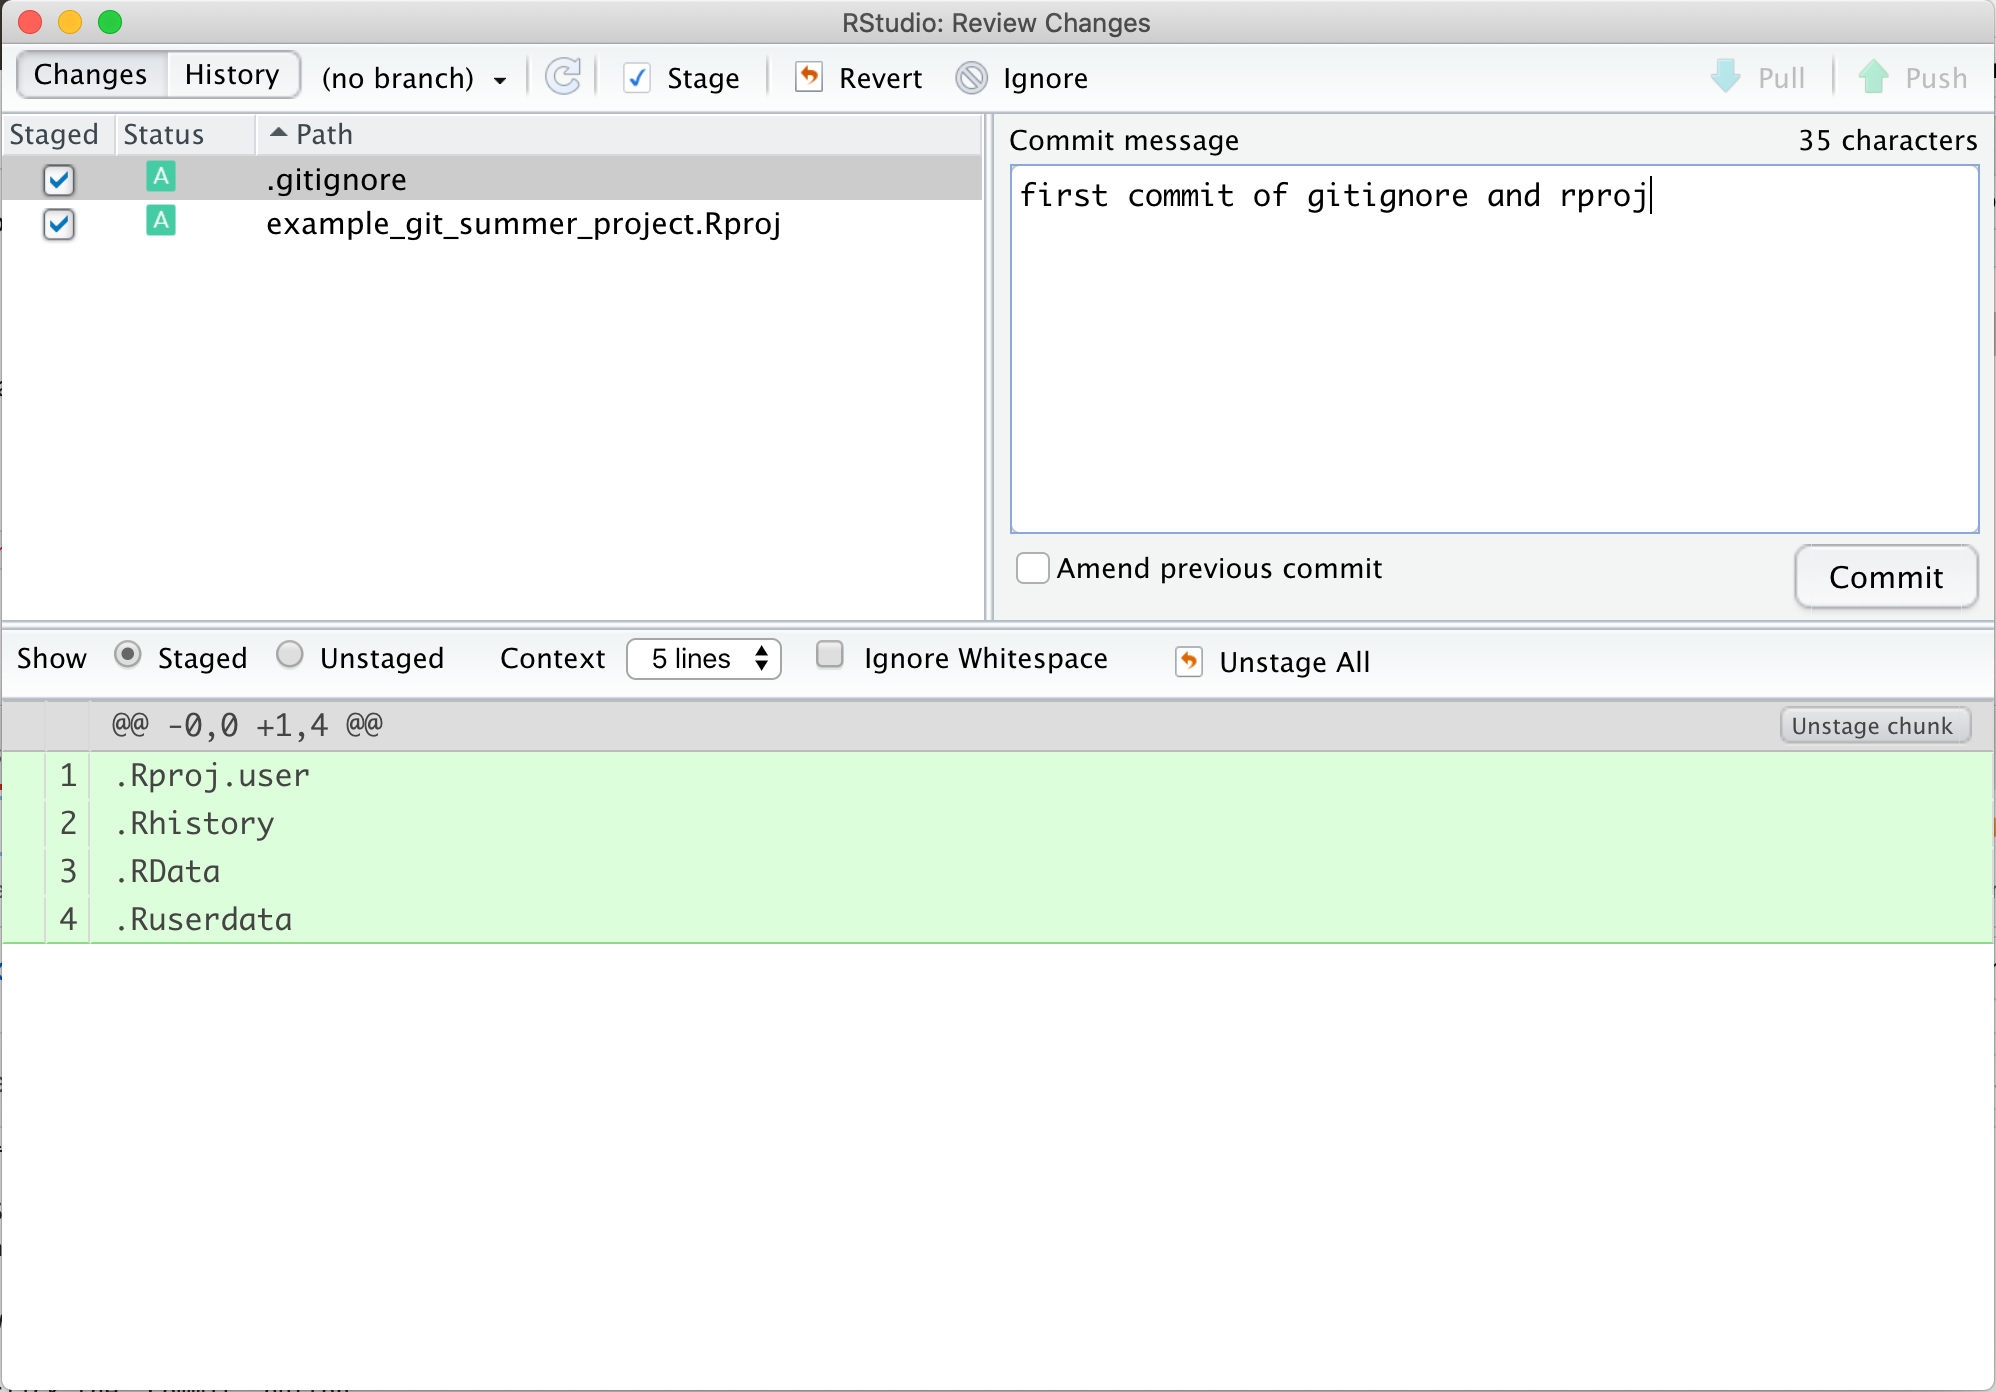 RStudio: Review Changes
Changes History (no branch) Stage Revert Ignore Pull Push
Staged Status Path
A .gitignore
A example_git_summer_project.Rproj
Commit message 35 characters
first commit of gitignore and rproj
Amend previous commit
Commit
Show Staged Unstaged Context 5 lines Ignore Whitespace Unstage All
@@ -0,0 +1,4 @@ Unstage chunk
1 .Rproj.user
2 .Rhistory
3 .RData
4 .Ruserdata